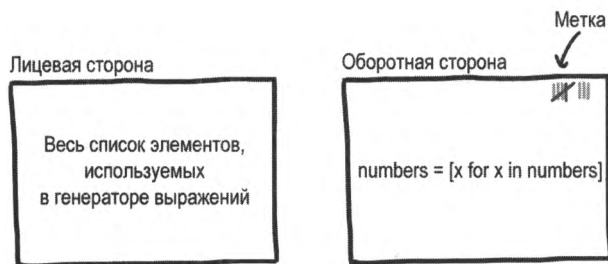 Метка
Лицевая сторона
Оборотная сторона
Весь список элементов,
используемых
в генераторе выражений
numbers = [x for x in numbers]